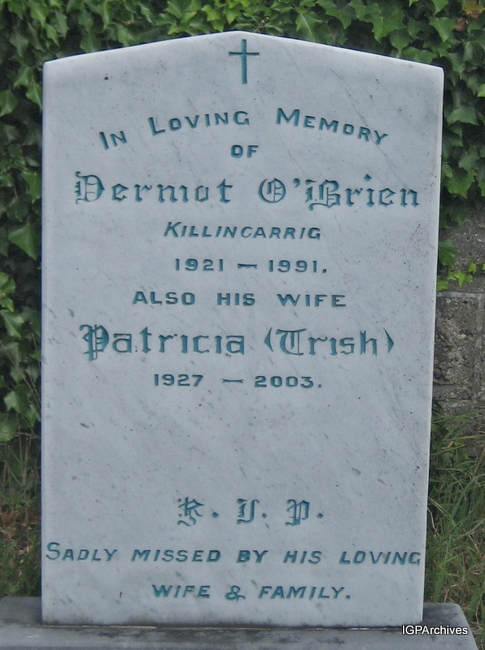 In Loving Memory
of
Dermot O'Brien
Killincarrig
1921 – 1991.
also his wife
Patricia (Trish)
1927 – 2003.
R. I. P.
Sadly missed by his loving
wife & family.
IGPArchives